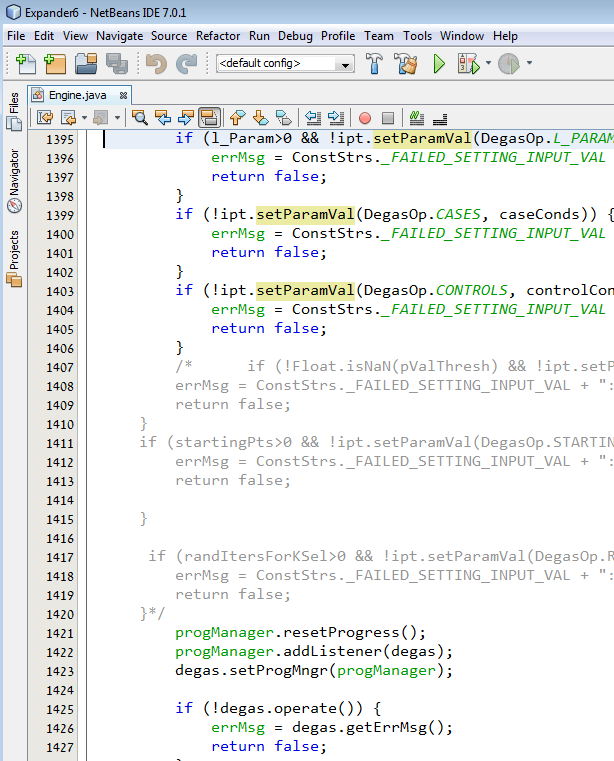 Expander6 - NetBeans IDE 7.0.1
File Edit View Navigate Source Refactor Run Debug Profile Team Tools Window Help
<default config>
Files
Navigator
Projects
Engine.java
1395 if (l_Param>0 && !ipt.setParamVal(DegasOp.L_PARAM
1396 errMsg = ConstStrs._FAILED_SETTING_INPUT_VAL
1397 return false;
1398 }
1399 if (!ipt.setParamVal(DegasOp.CASES, caseConds)) {
1400 errMsg = ConstStrs._FAILED_SETTING_INPUT_VAL
1401 return false;
1402 }
1403 if (!ipt.setParamVal(DegasOp.CONTROLS, controlCon
1404 errMsg = ConstStrs._FAILED_SETTING_INPUT_VAL
1405 return false;
1406 }
1407 /* if (!Float.isNaN(pValThresh) && !ipt.setP
1408 errMsg = ConstStrs._FAILED_SETTING_INPUT_VAL + ":
1409 return false;
1410 }
1411 if (startingPts>0 && !ipt.setParamVal(DegasOp.STARTIN
1412 errMsg = ConstStrs._FAILED_SETTING_INPUT_VAL + ":
1413 return false;
1414
1415 }
1416
1417 if (randItersForKSel>0 && !ipt.setParamVal(DegasOp.R
1418 errMsg = ConstStrs._FAILED_SETTING_INPUT_VAL + ":
1419 return false;
1420 }*/
1421 progManager.resetProgress();
1422 progManager.addListener(degas);
1423 degas.setProgMngr(progManager);
1424
1425 if (!degas.operate()) {
1426 errMsg = degas.getErrMsg();
1427 return false;